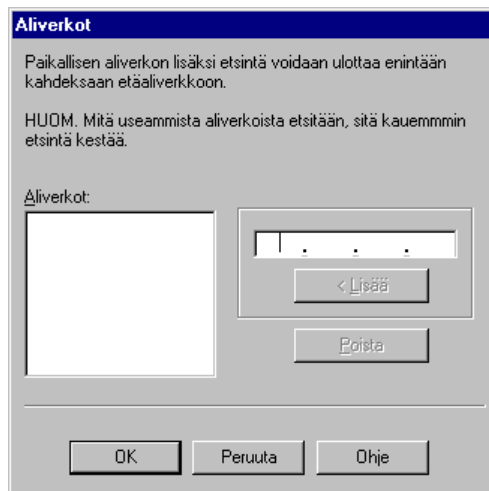 Aliverkot
Paikallisen aliverkon lisäksi etsintä voidaan ulottaa enintään
kahdeksaan etäaliverkkoon.
HUOM. Mitä useammista aliverkoista etsitään, sitä kauemmmin
etsintä kestää.
Aliverkot:
. . .
< Lisää
Poista
OK
Peruuta
Ohje